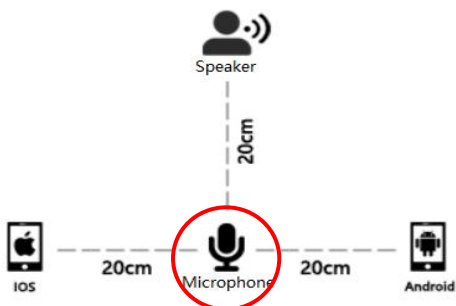 Speaker
20cm
20cm
Microphone
20cm
IOS
Android